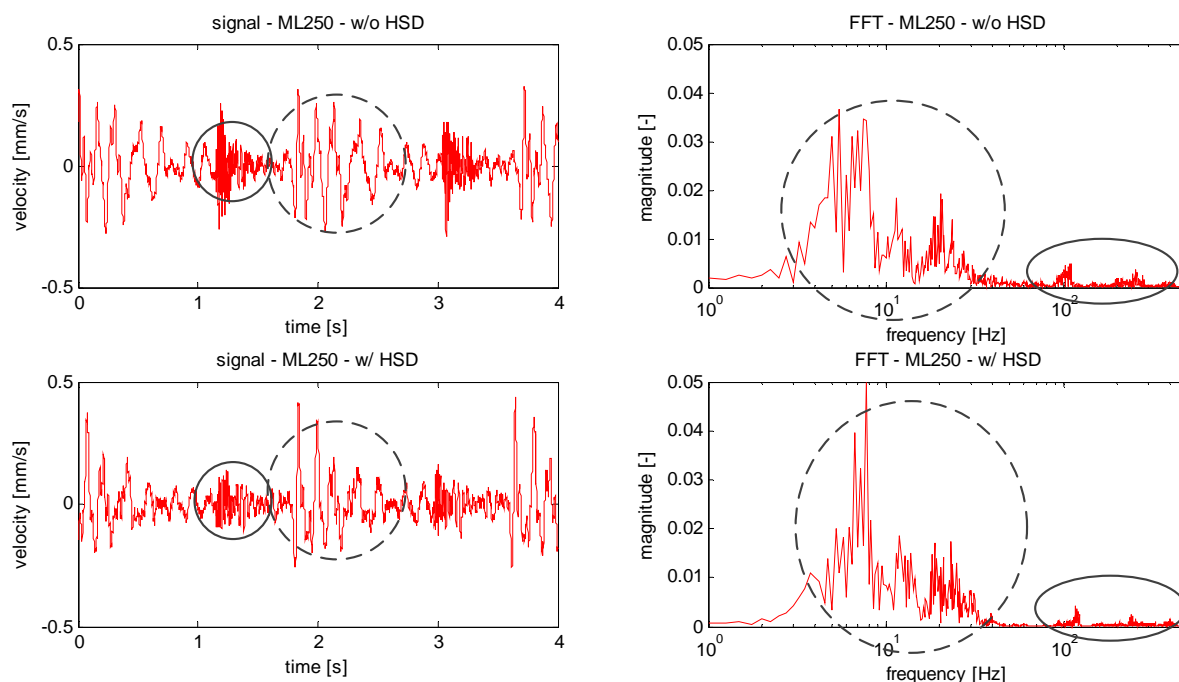 signal - ML250 - w/o HSD
0.5
0
-0.5
velocity [mm/s]
0 1 2 3 4
time [s]
FFT - ML250 - w/o HSD
0.05
0.04
0.03
0.02
0.01
0
magnitude [-]
10^0 10^1 10^2
frequency [Hz]
signal - ML250 - w/ HSD
0.5
0
-0.5
velocity [mm/s]
0 1 2 3 4
time [s]
FFT - ML250 - w/ HSD
0.05
0.04
0.03
0.02
0.01
0
magnitude [-]
10^0 10^1 10^2
frequency [Hz]